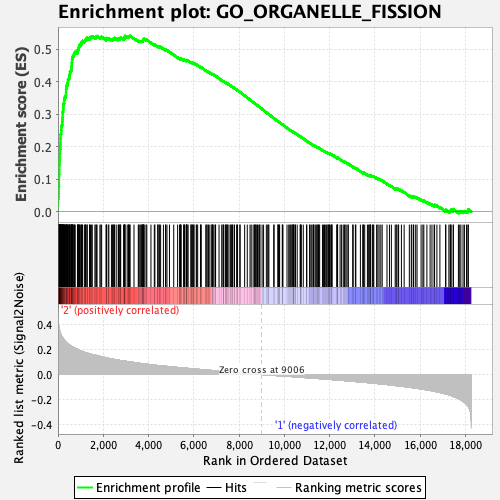 Enrichment plot: GO_ORGANELLE_FISSION
Enrichment score (ES)
0.5
0.4
0.3
0.2
0.1
0.0
'2' (positively correlated)
Ranked list metric (Signal2Noise)
0.4
0.2
0.0
-0.2
-0.4
Zero cross at 9006
'1' (negatively correlated)
0
2,000
4,000
6,000
8,000
10,000
12,000
14,000
16,000
18,000
Rank in Ordered Dataset
Enrichment profile
Hits
Ranking metric scores